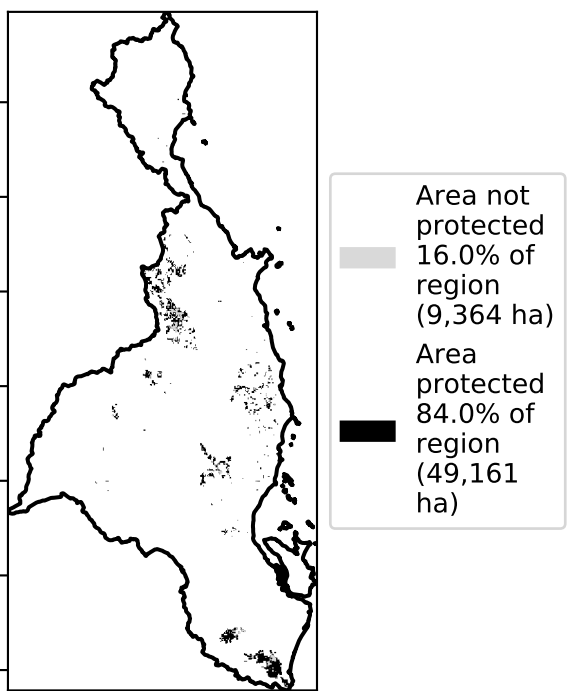 Area not
protected
16.0% of
region
(9,364 ha)
Area
protected
84.0% of
region
(49,161
ha)